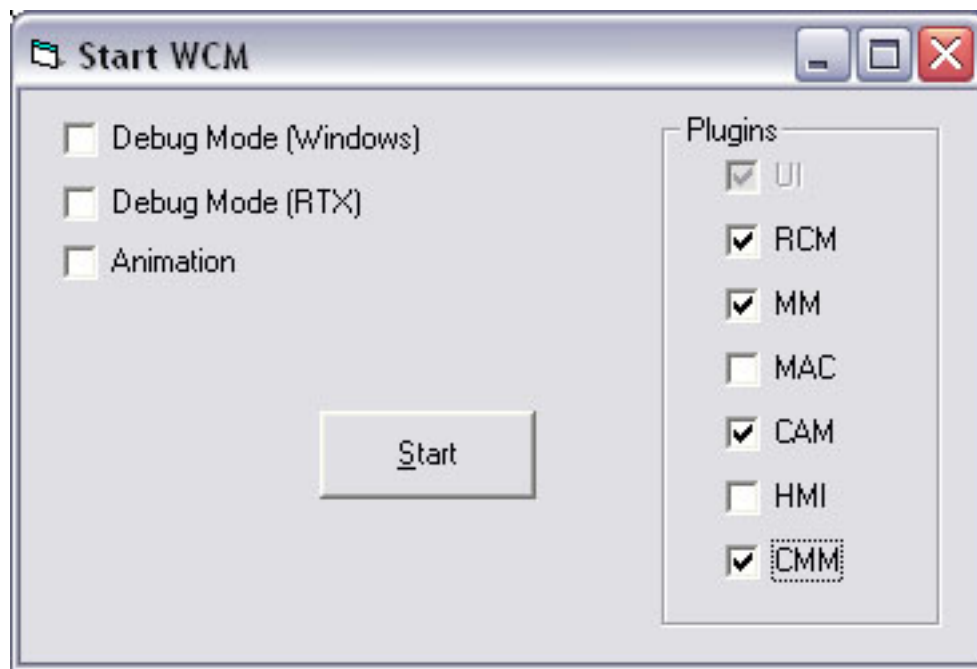 Start WCM
Debug Mode (Windows)
Debug Mode (RTX)
Animation
Start
Plugins
UI
RCM
MM
MAC
CAM
HMI
CMM